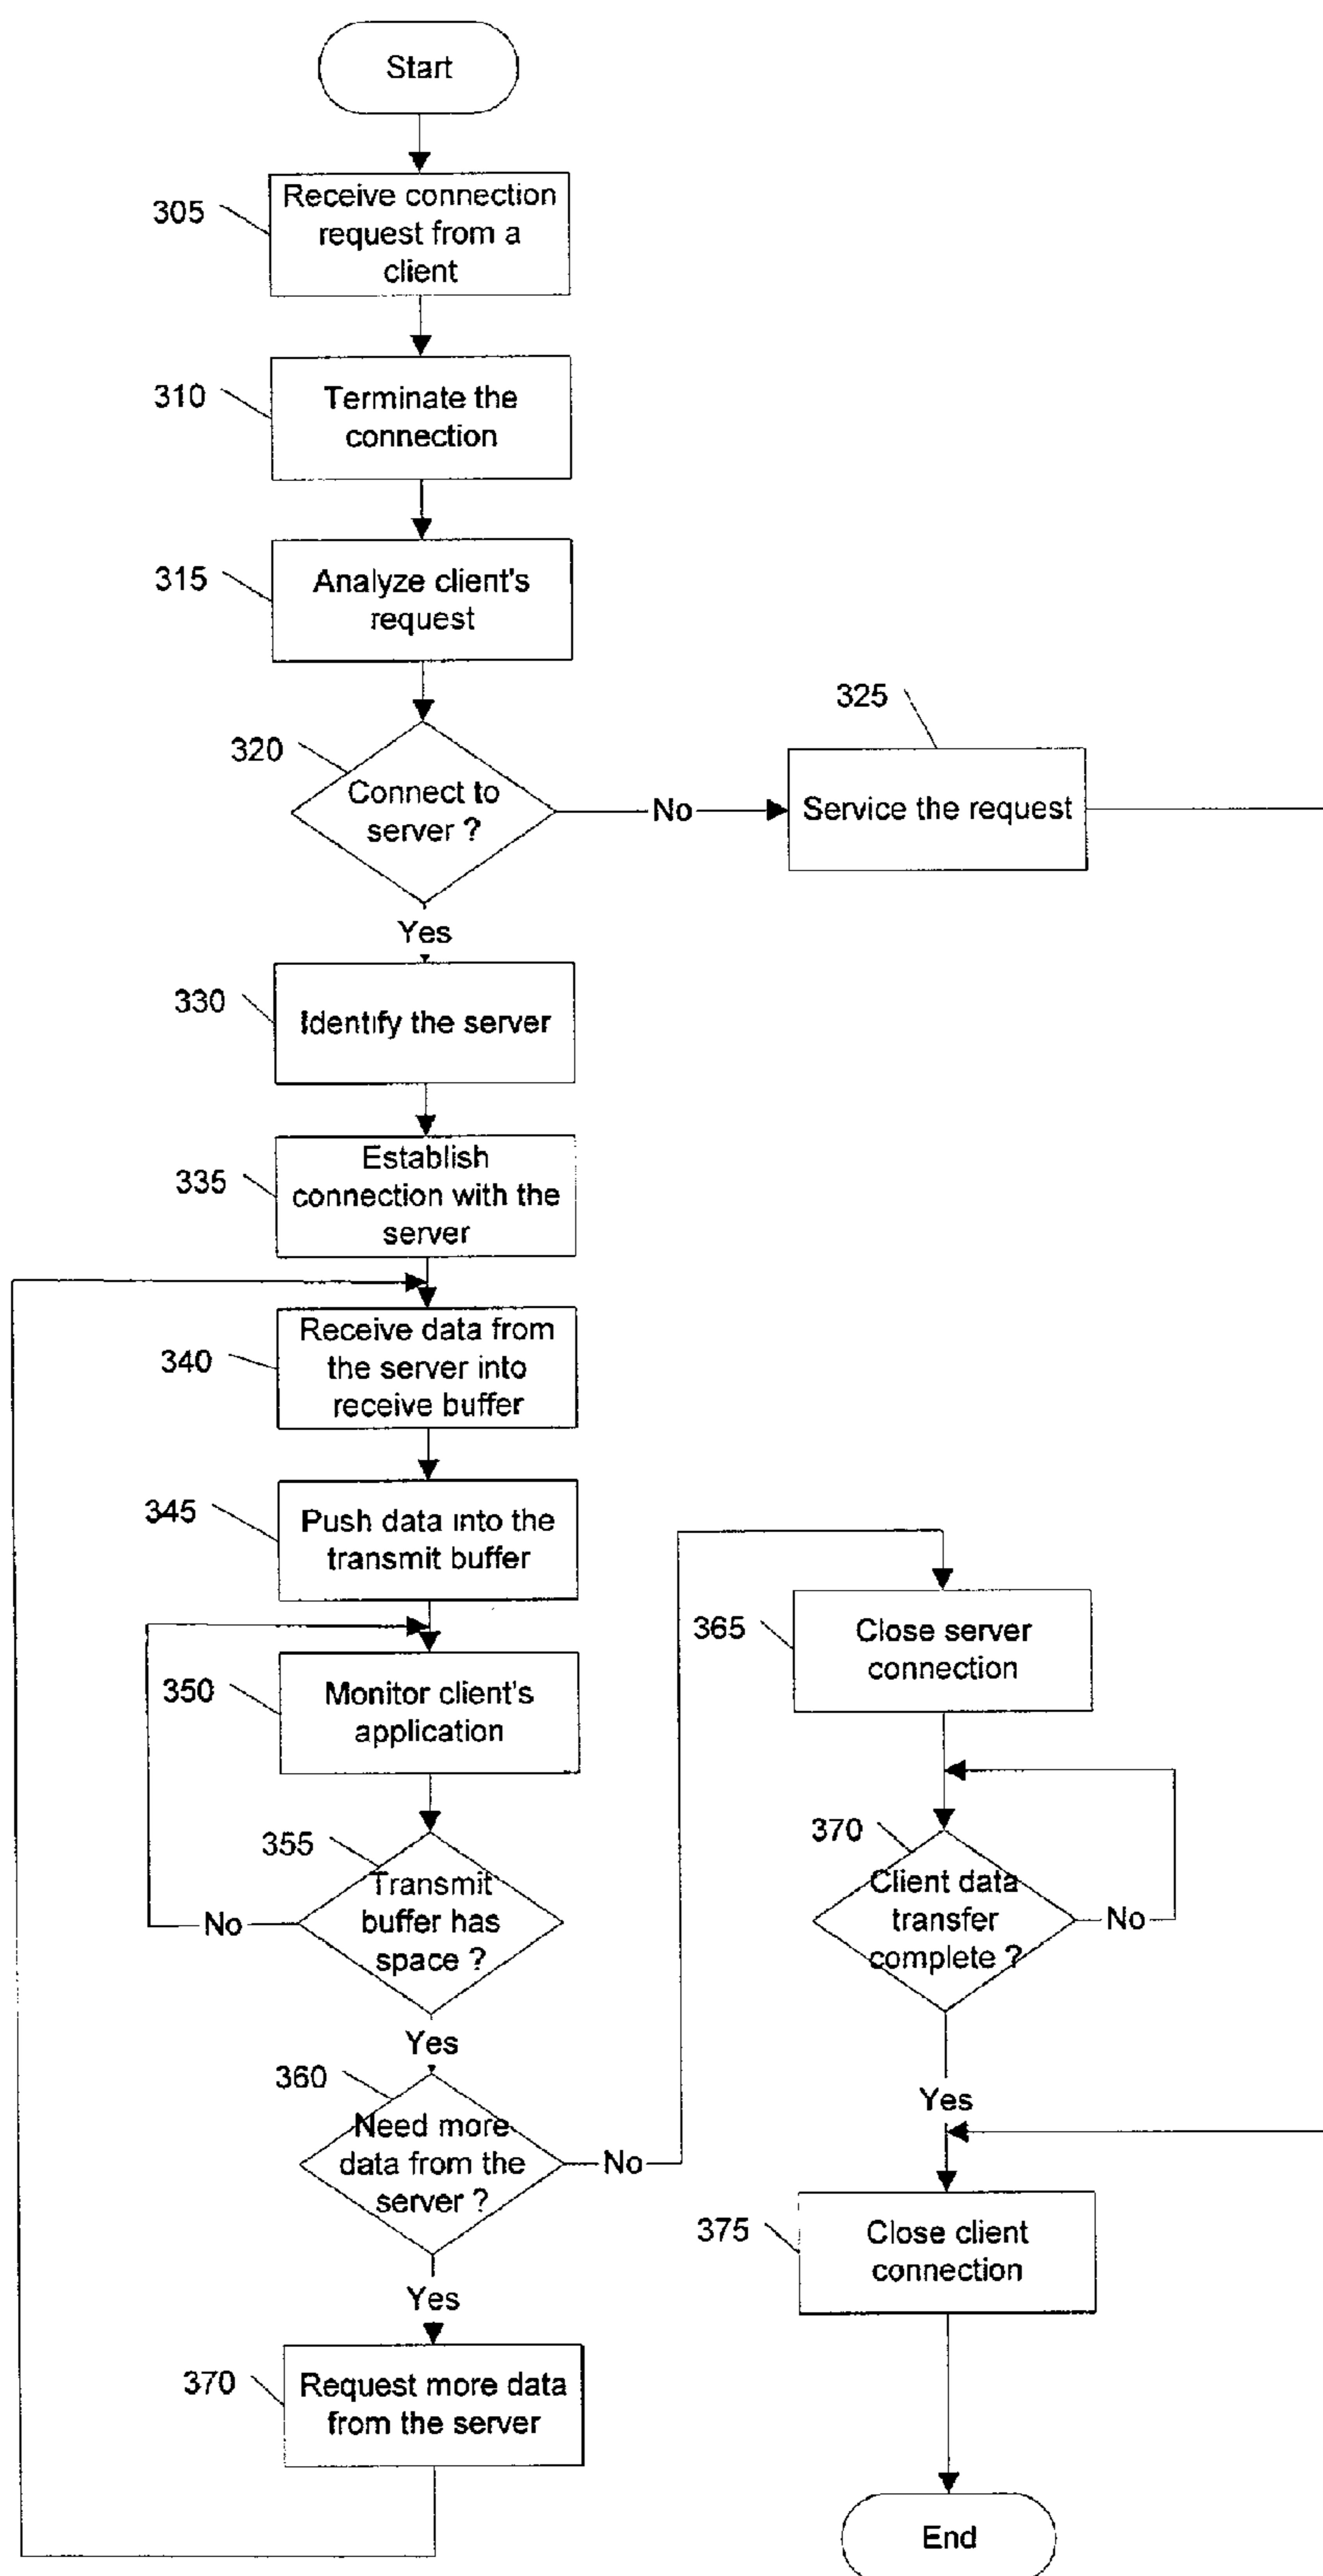 Start
305
Receive connection
request from a
client
310
Terminate the
connection
315
Analyze client's
request
320
Connect to
server ?
No
325
Service the request
Yes
330
Identify the server
335
Establish
connection with the
server
340
Receive data from
the server into
receive buffer
345
Push data into the
transmit buffer
350
Monitor client's
application
355
Transmit
buffer has
space ?
No
Yes
360
Need more
data from the
server ?
No
Yes
370
Request more data
from the server
365
Close server
connection
370
Client data
transfer
complete ?
No
Yes
375
Close client
connection
End